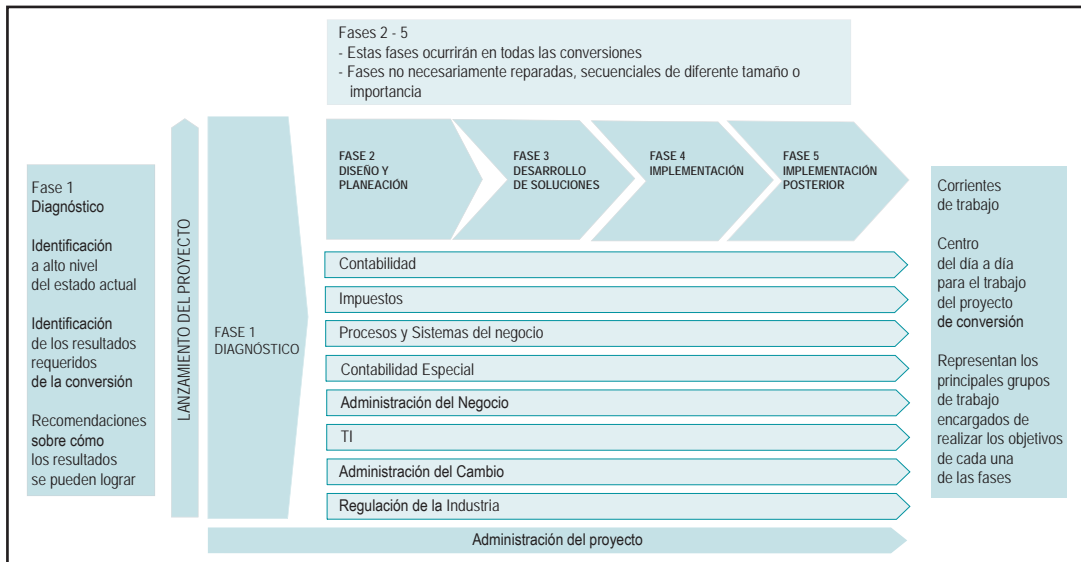 Fases 2 - 5
- Estas fases ocurrirán en todas las conversiones
- Fases no necesariamente reparadas, secuenciales de diferente tamaño o
importancia
Fase 1
Diagnóstico
Identificación
a alto nivel
del estado actual
Identificación
de los resultados
requeridos
de la conversión
Recomendaciones
sobre cómo
los resultados
se pueden lograr
LANZAMIENTO DEL PROYECTO
FASE 1
DIAGNÓSTICO
FASE 2
DISEÑO Y
PLANEACIÓN
FASE 3
DESARROLLO
DE SOLUCIONES
FASE 4
IMPLEMENTACIÓN
FASE 5
IMPLEMENTACIÓN
POSTERIOR
Contabilidad
Impuestos
Procesos y Sistemas del negocio
Contabilidad Especial
Administración del Negocio
TI
Administración del Cambio
Regulación de la Industria
Administración del proyecto
Corrientes
de trabajo
Centro
del día a día
para el trabajo
del proyecto
de conversión
Representan los
principales grupos
de trabajo
encargados de
realizar los objetivos
de cada una
de las fases